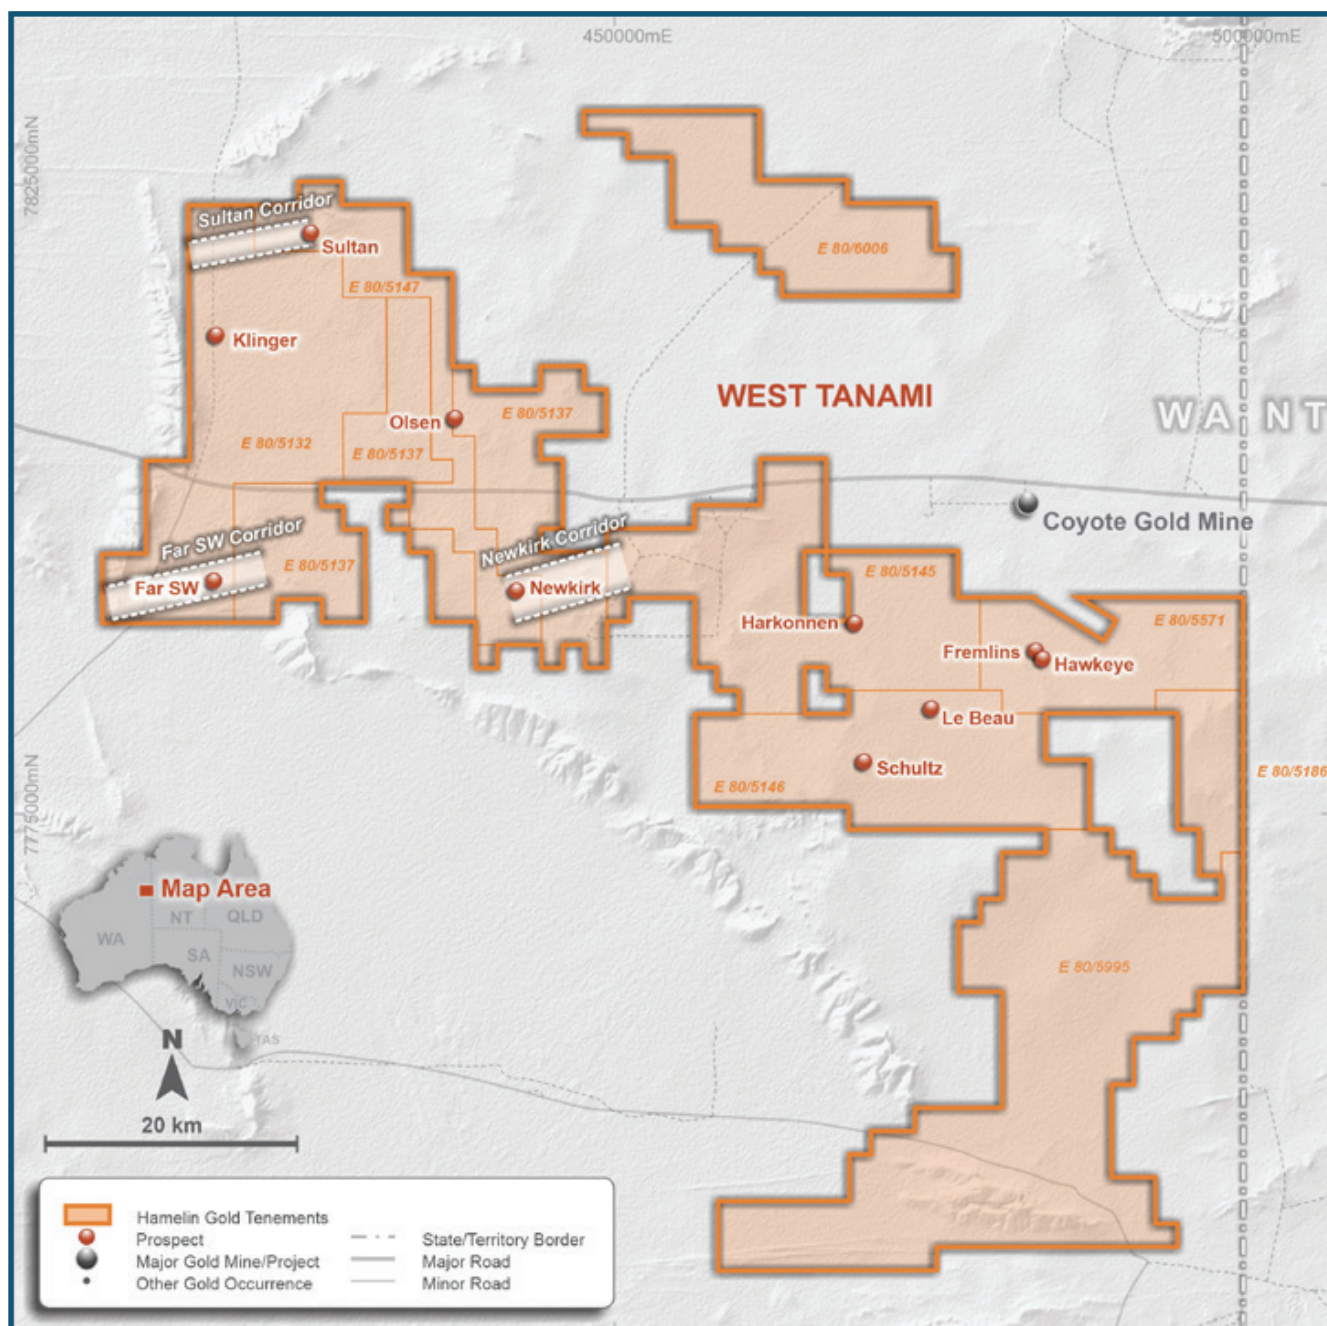 450000mE
500000mE
7825000mN
Sultan Corridor
Sultan
E 80/6006
E 80/5147
Klinger
WEST TANAMI
WA NT
Olsen
E 80/5137
E 80/5132
E 80/5137
Coyote Gold Mine
Far SW Corridor
Newkirk Corridor
E 80/5137
E 80/5145
Far SW
Newkirk
Harkonnen
E 80/5571
Fremlins
Hawkeye
Le Beau
7775000mN
Schultz
E 80/5186
E 80/5146
Map Area
NT
QLD
WA
SA
NSW
VIC
TAS
E 80/5995
N
20 km
Hamelin Gold Tenements
Prospect
State/Territory Border
Major Gold Mine/Project
Major Road
Other Gold Occurrence
Minor Road